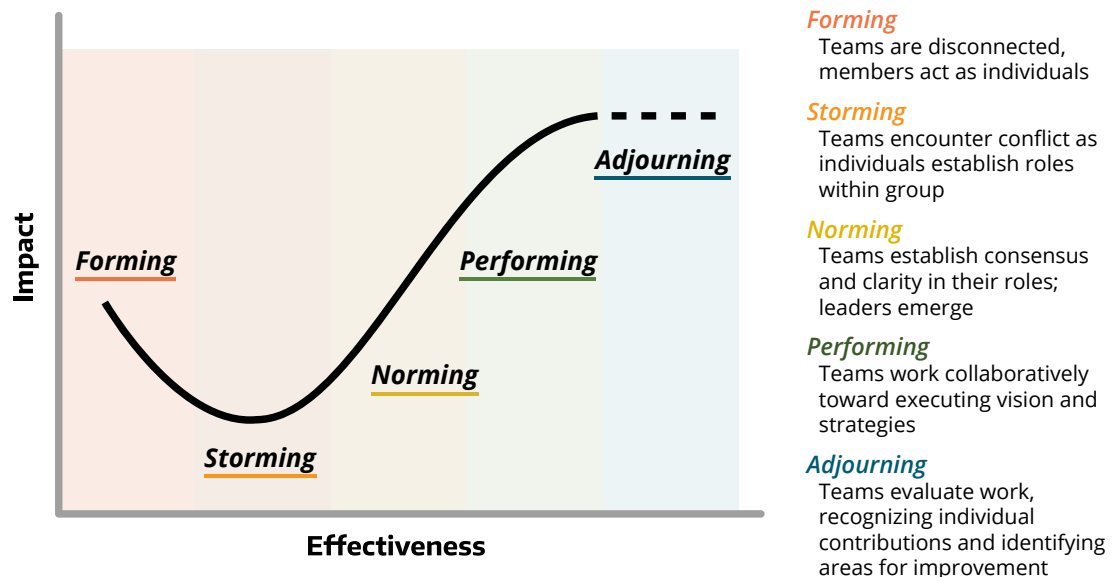 Impact
Forming
Storming
Norming
Performing
Adjourning
Effectiveness
Forming
Teams are disconnected,
members act as individuals
Storming
Teams encounter conflict as
individuals establish roles
within group
Norming
Teams establish consensus
and clarity in their roles;
leaders emerge
Performing
Teams work collaboratively
toward executing vision and
strategies
Adjourning
Teams evaluate work,
recognizing individual
contributions and identifying
areas for improvement